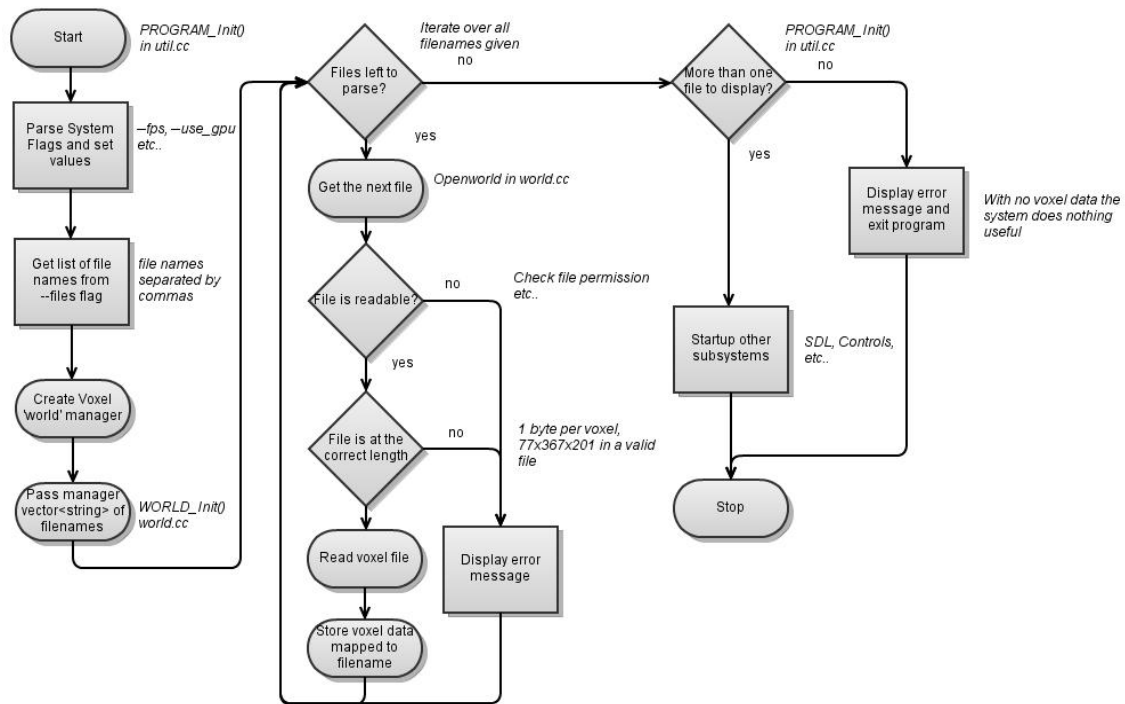 Start
PROGRAM_Init()
in util.cc
Parse System
Flags and set
values
–fps, –use_gpu
etc..
Get list of file
names from
--files flag
file names
separated by
commas
Create Voxel
'world' manager
Pass manager
vector<string> of
filenames
WORLD_Init()
world.cc
Files left to
parse?
Iterate over all
filenames given
no
yes
Get the next file
Openworld in world.cc
File is readable?
no
Check file permission
etc..
yes
File is at the
correct length
no
1 byte per voxel,
77x367x201 in a valid
file
Read voxel file
Display error
message
Store voxel data
mapped to
filename
More than one
file to display?
PROGRAM_Init()
in util.cc
no
yes
Display error
message and
exit program
With no voxel data the
system does nothing
useful
Startup other
subsystems
SDL, Controls,
etc..
Stop